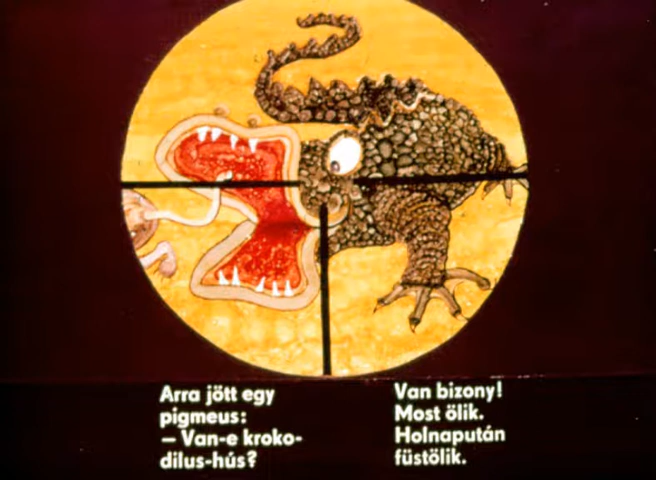 Arra jött egy
pigmeus:
– Van-e kroko-
dilus-hús?
Van bizony!
Most ölik.
Holnapután
füstölik.